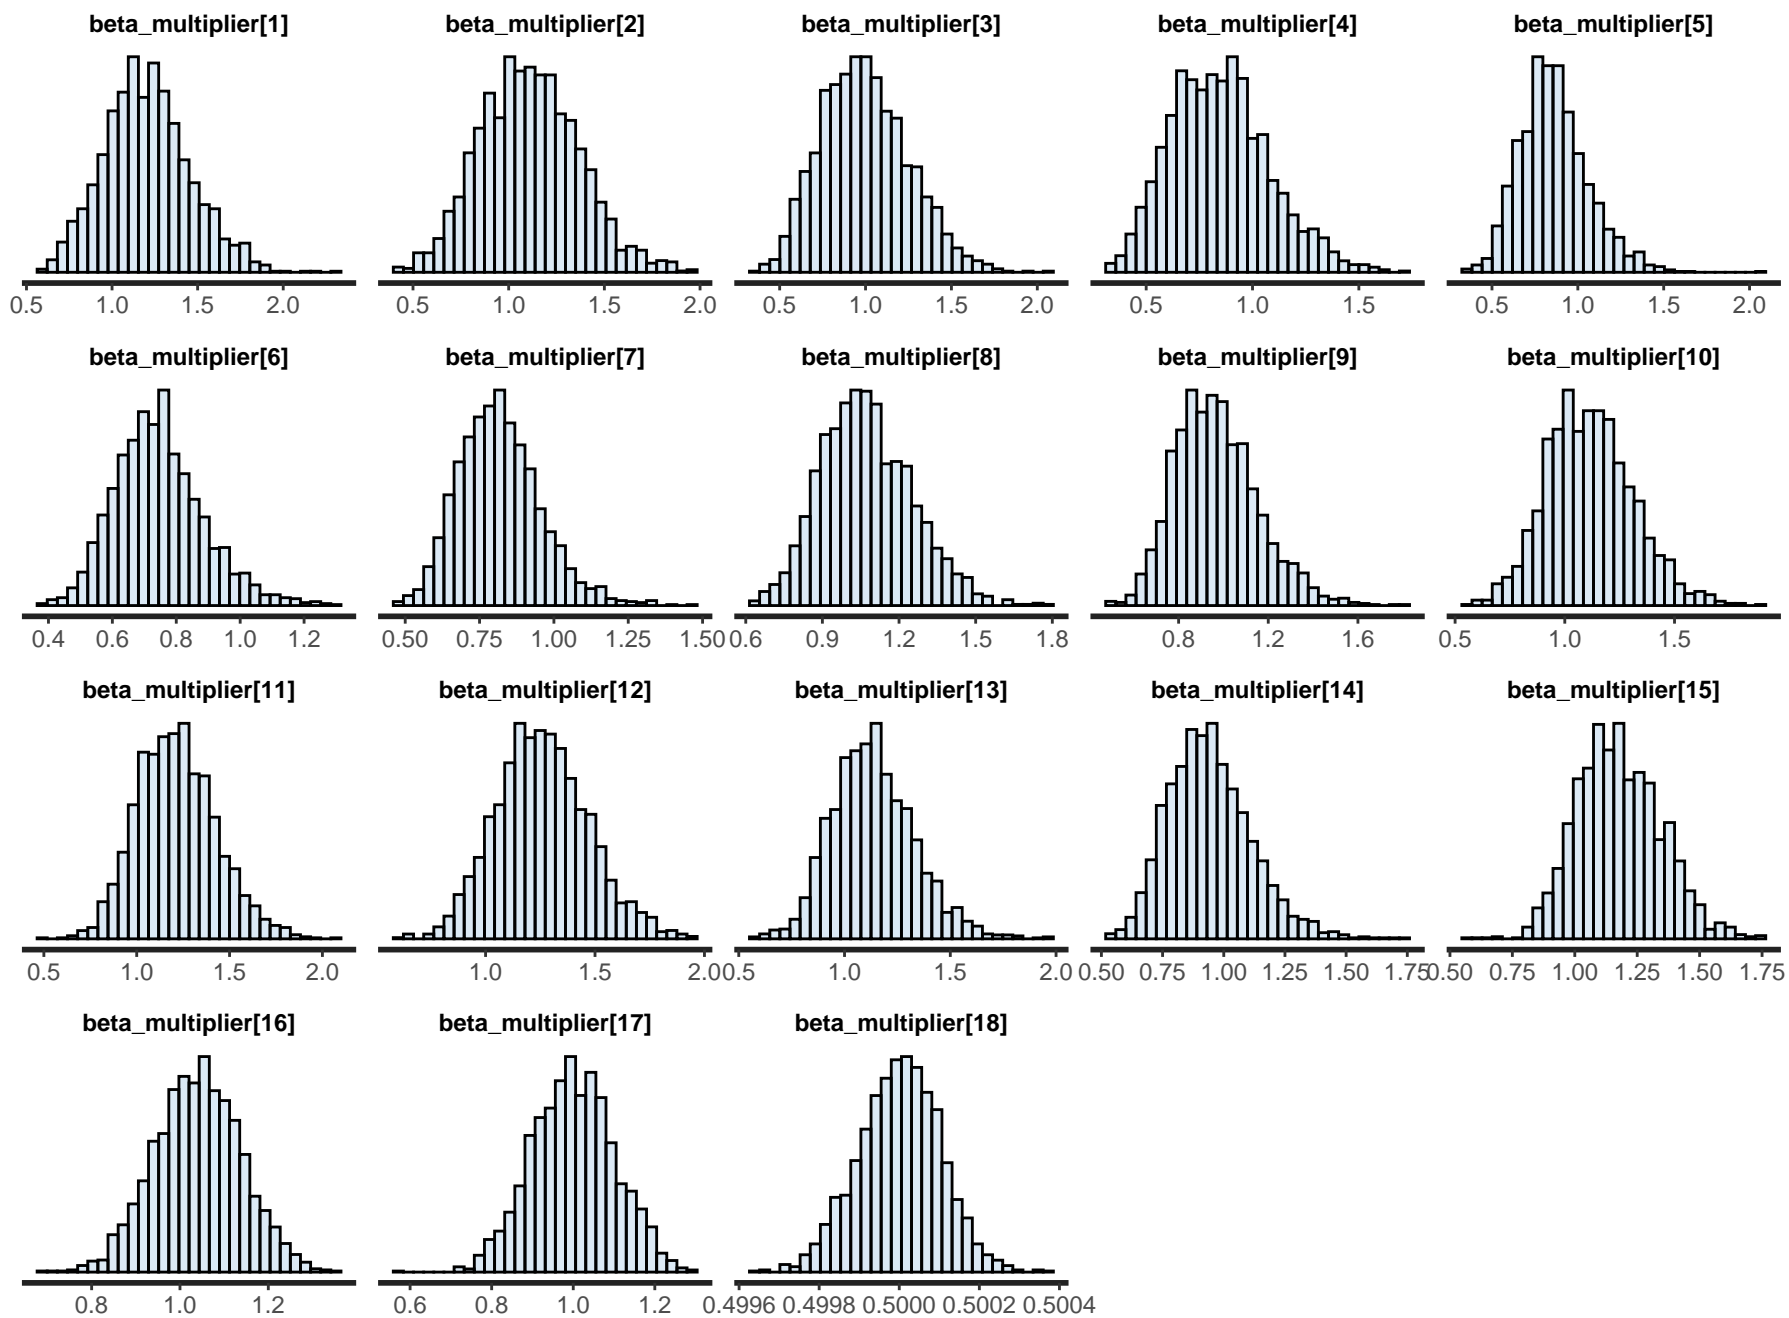 beta_multiplier[1] beta_multiplier[2] beta_multiplier[3] beta_multiplier[4] beta_multiplier[5]
0.5 1.0 1.5 2.0 0.5 1.0 1.5 2.0 0.5 1.0 1.5 2.0 0.5 1.0 1.5 0.5 1.0 1.5 2.0
beta_multiplier[6] beta_multiplier[7] beta_multiplier[8] beta_multiplier[9] beta_multiplier[10]
0.4 0.6 0.8 1.0 1.2 0.50 0.75 1.00 1.25 1.50 0.6 0.9 1.2 1.5 1.8 0.8 1.2 1.6 0.5 1.0 1.5
beta_multiplier[11] beta_multiplier[12] beta_multiplier[13] beta_multiplier[14] beta_multiplier[15]
0.5 1.0 1.5 2.0 1.0 1.5 2.0 0.5 1.0 1.5 2.0 0.50 0.75 1.00 1.25 1.50 1.75 0.50 0.75 1.00 1.25 1.50 1.75
beta_multiplier[16] beta_multiplier[17] beta_multiplier[18]
0.8 1.0 1.2 0.6 0.8 1.0 1.2 0.4996 0.4998 0.5000 0.5002 0.5004